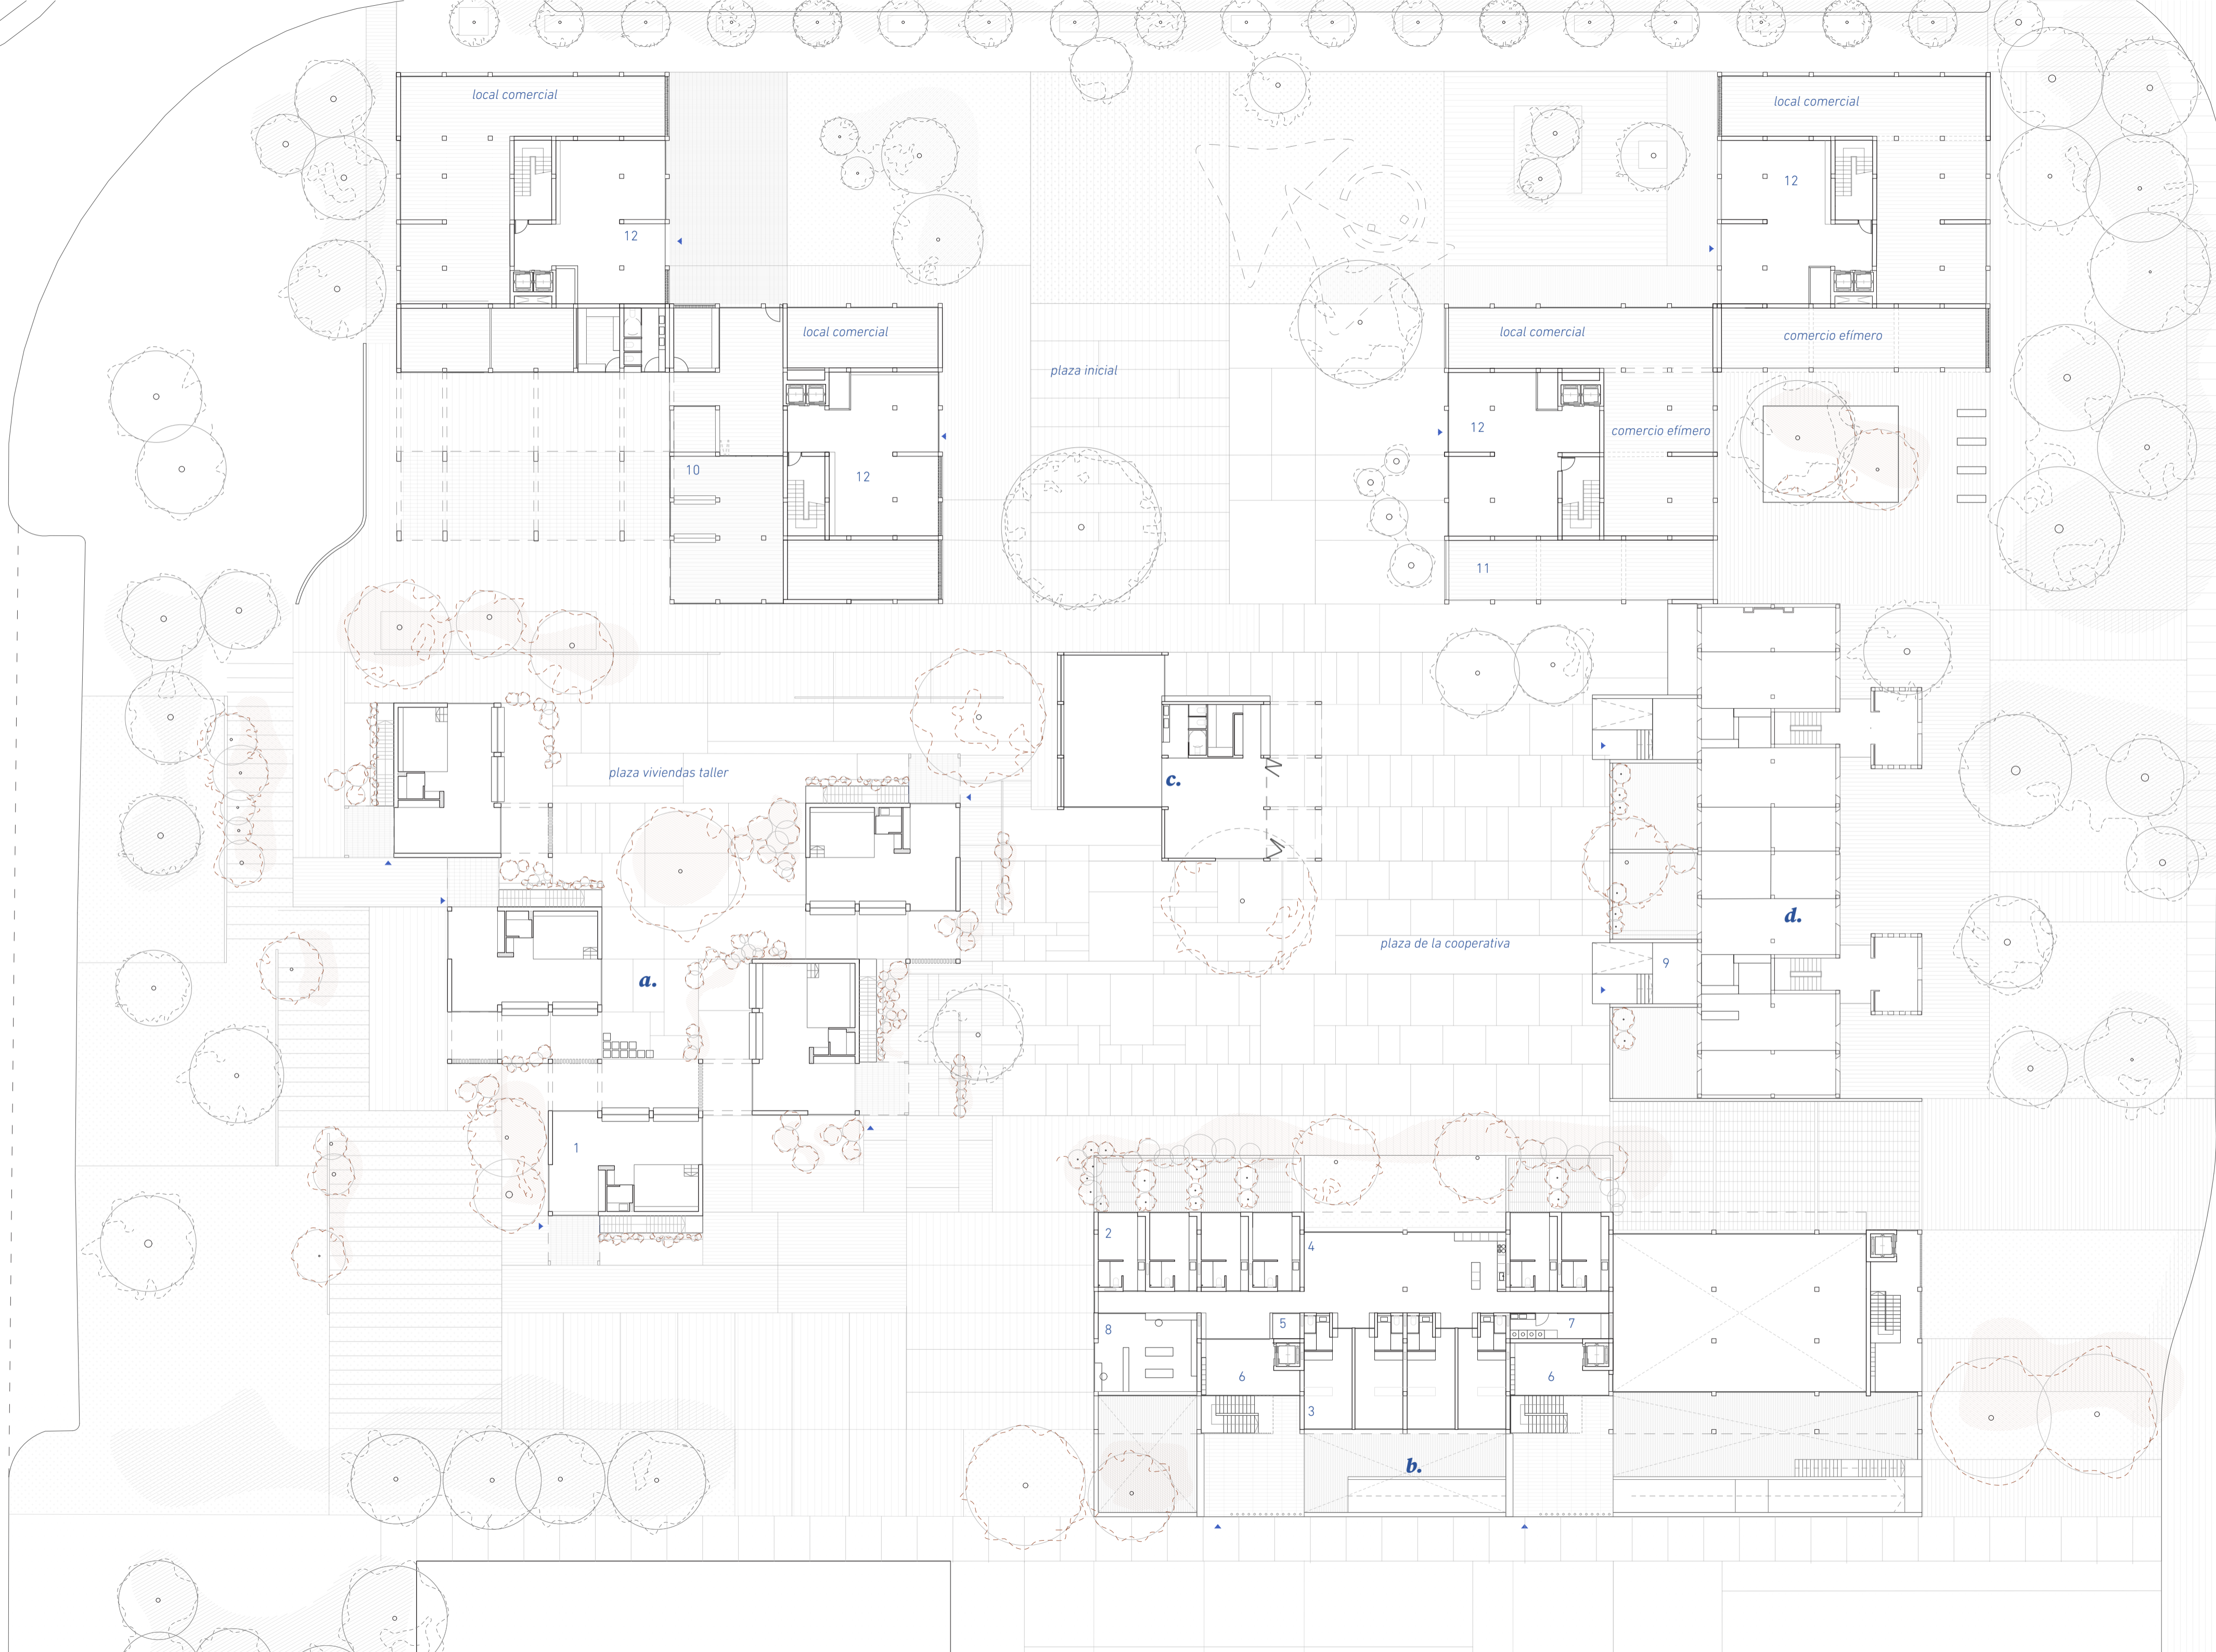 local comercial
local comercial
12
12
local comercial
local comercial
comercio efímero
plaza inicial
12
comercio efímero
10
12
11
plaza viviendas taller
c.
d.
plaza de la cooperativa
9
a.
1
2
4
8
5
7
6
6
3
b.